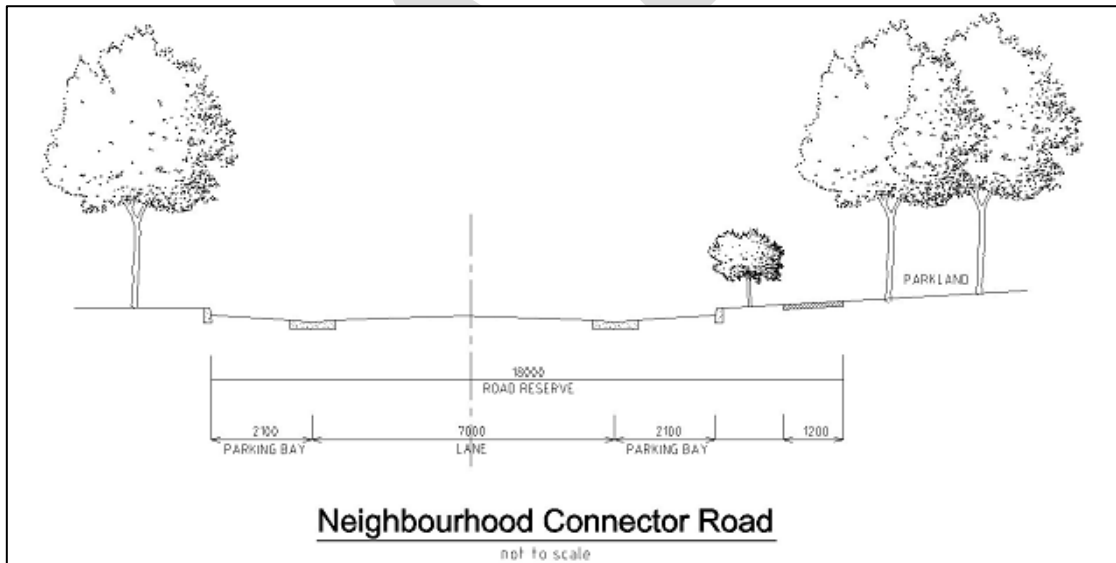 PARKLAND
18000
ROAD RESERVE
2100 7000 2100 1200
PARKING BAY LANE PARKING BAY
Neighbourhood Connector Road
not to scale